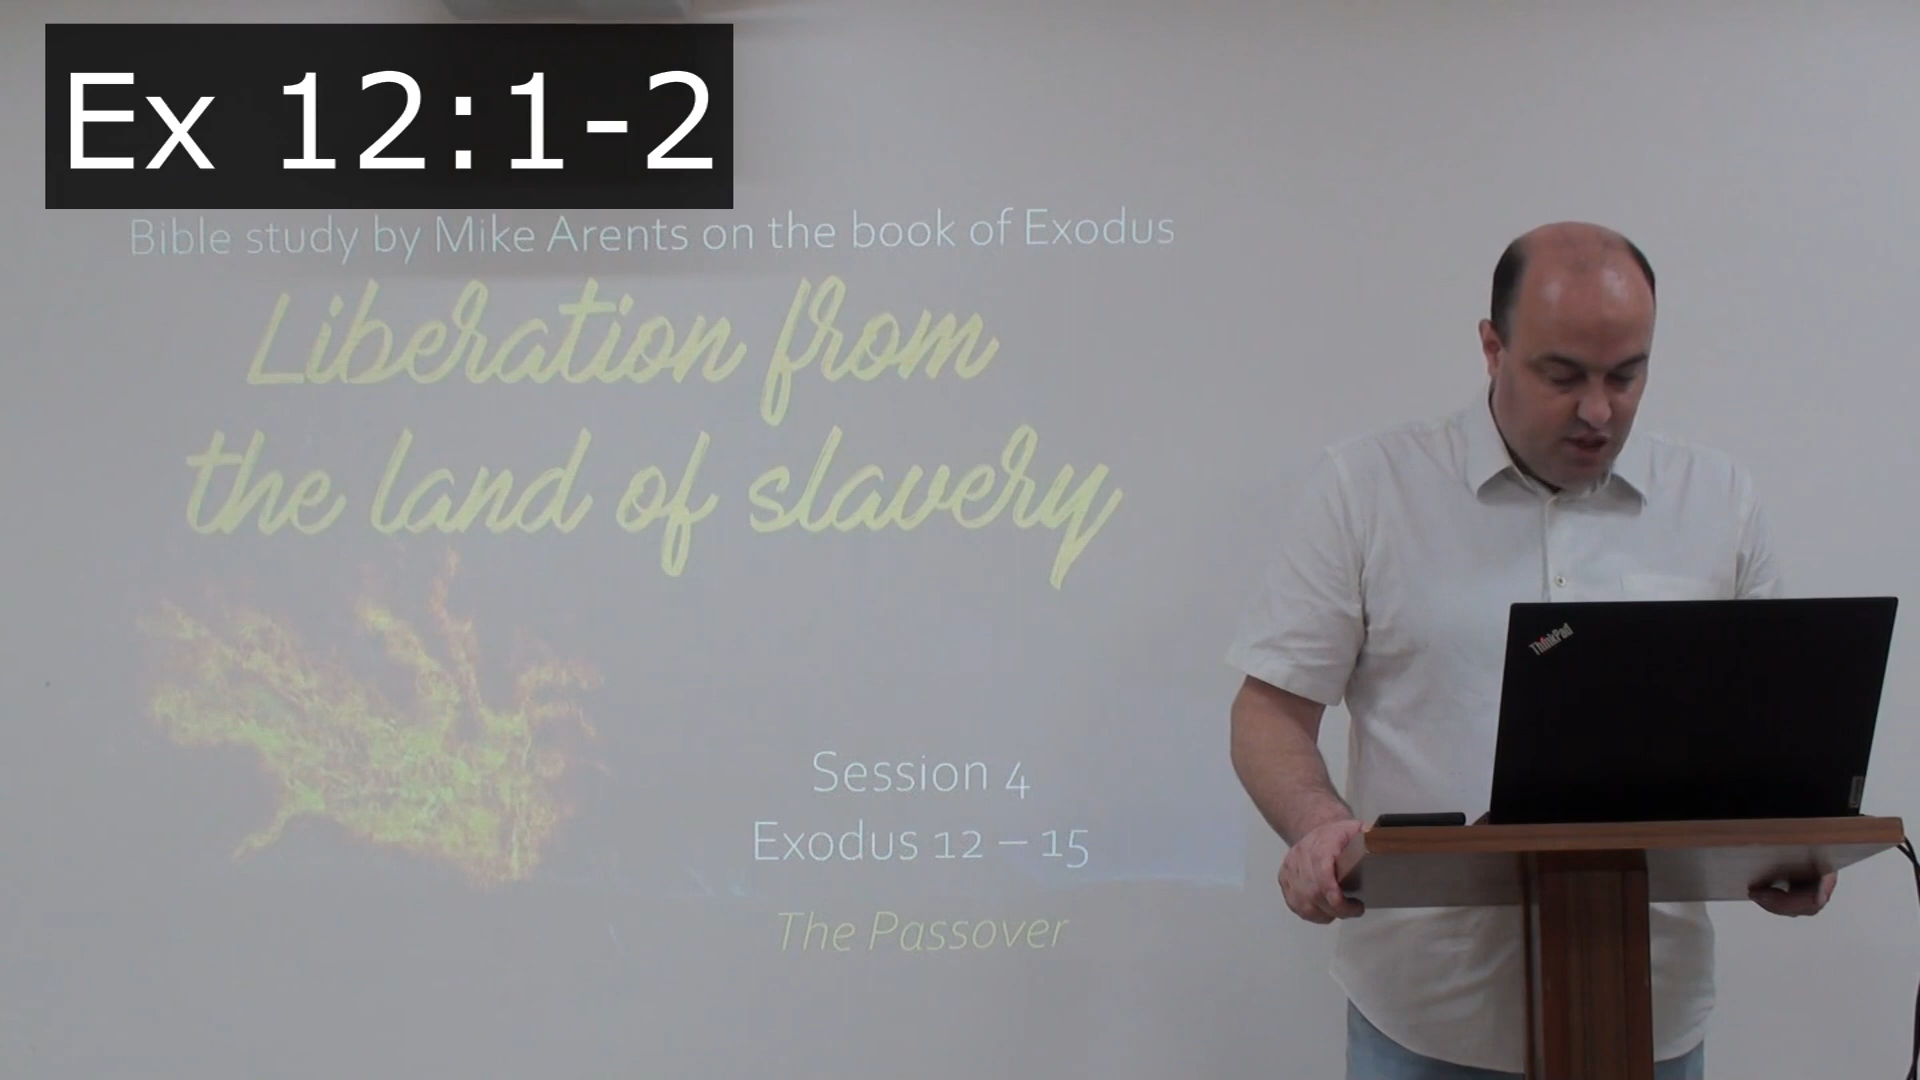 Ex 12:1-2
Bible study by Mike Arents on the book of Exodus
Liberation from
the land of slavery
Session 4
Exodus 12 – 15
The Passover
ThinkPad